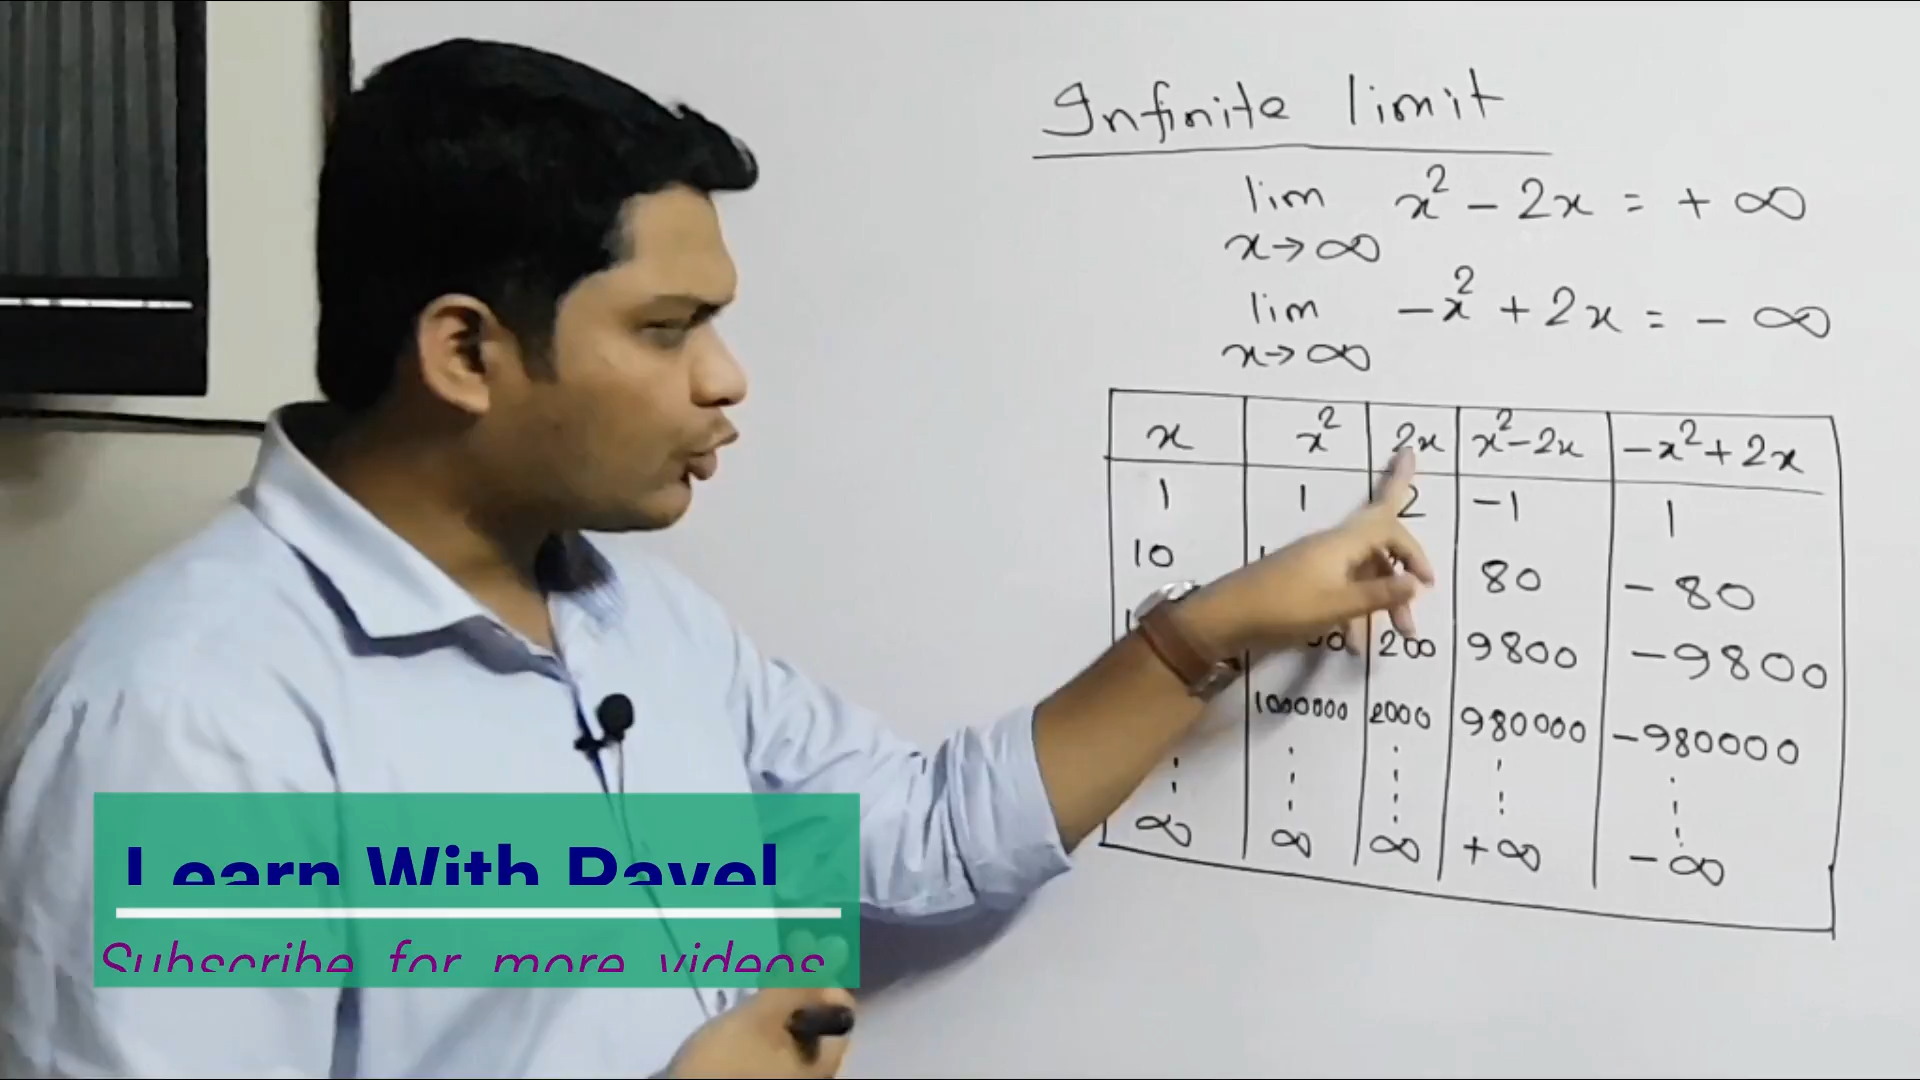 Infinite limit
lim x² - 2x = + ∞
x→∞
lim -x² + 2x = - ∞
x→∞
x x² 2x x²-2x -x²+2x
1 1 2 -1 1
10 80 -80
200 9800 -9800
1000000 2000 980000 -980000
∞ ∞ ∞ +∞ -∞
Learn With
Subscribe for more videos